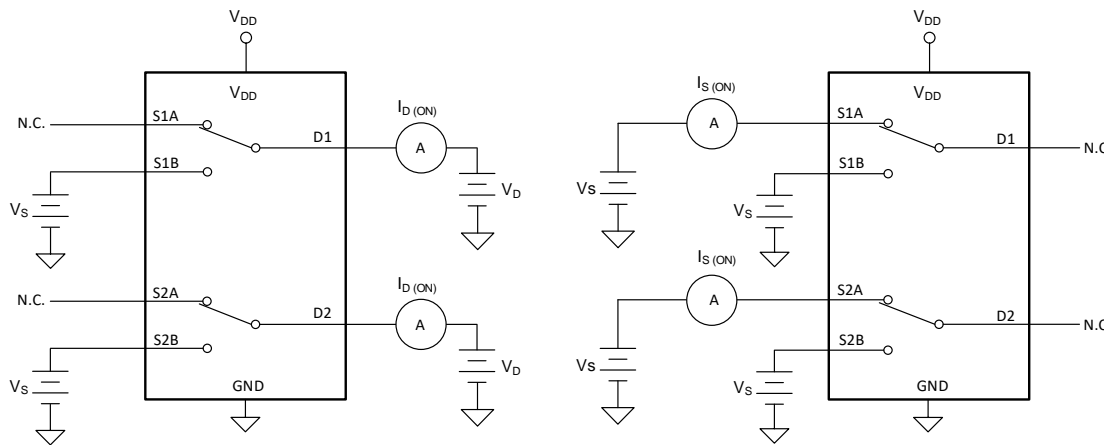 VDD
VDD
N.C.
S1A
D1
ID (ON)
A
S1B
VS
VD
N.C.
S2A
D2
ID (ON)
A
S2B
VS
VD
GND
VDD
VDD
IS (ON)
A
S1A
D1
N.C
S1B
Vs
VS
IS (ON)
A
S2A
D2
N.C
S2B
Vs
VS
GND